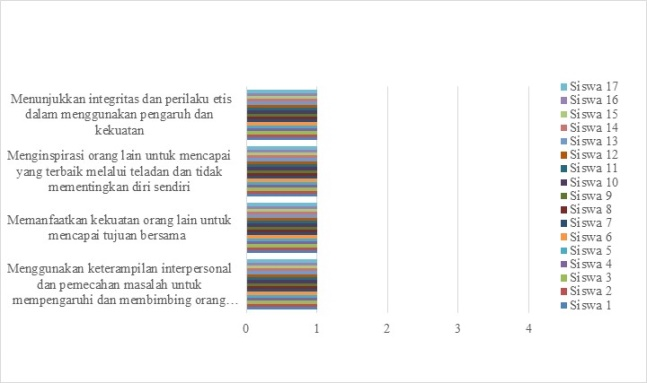 Menunjukkan integritas dan perilaku etis
dalam menggunakan pengaruh dan
kekuatan
Menginspirasi orang lain untuk mencapai
yang terbaik melalui teladan dan tidak
mementingkan diri sendiri
Memanfaatkan kekuatan orang lain untuk
mencapai tujuan bersama
Menggunakan keterampilan interpersonal
dan pemecahan masalah untuk
mempengaruhi dan membimbing orang…
0 1 2 3 4
Siswa 17
Siswa 16
Siswa 15
Siswa 14
Siswa 13
Siswa 12
Siswa 11
Siswa 10
Siswa 9
Siswa 8
Siswa 7
Siswa 6
Siswa 5
Siswa 4
Siswa 3
Siswa 2
Siswa 1